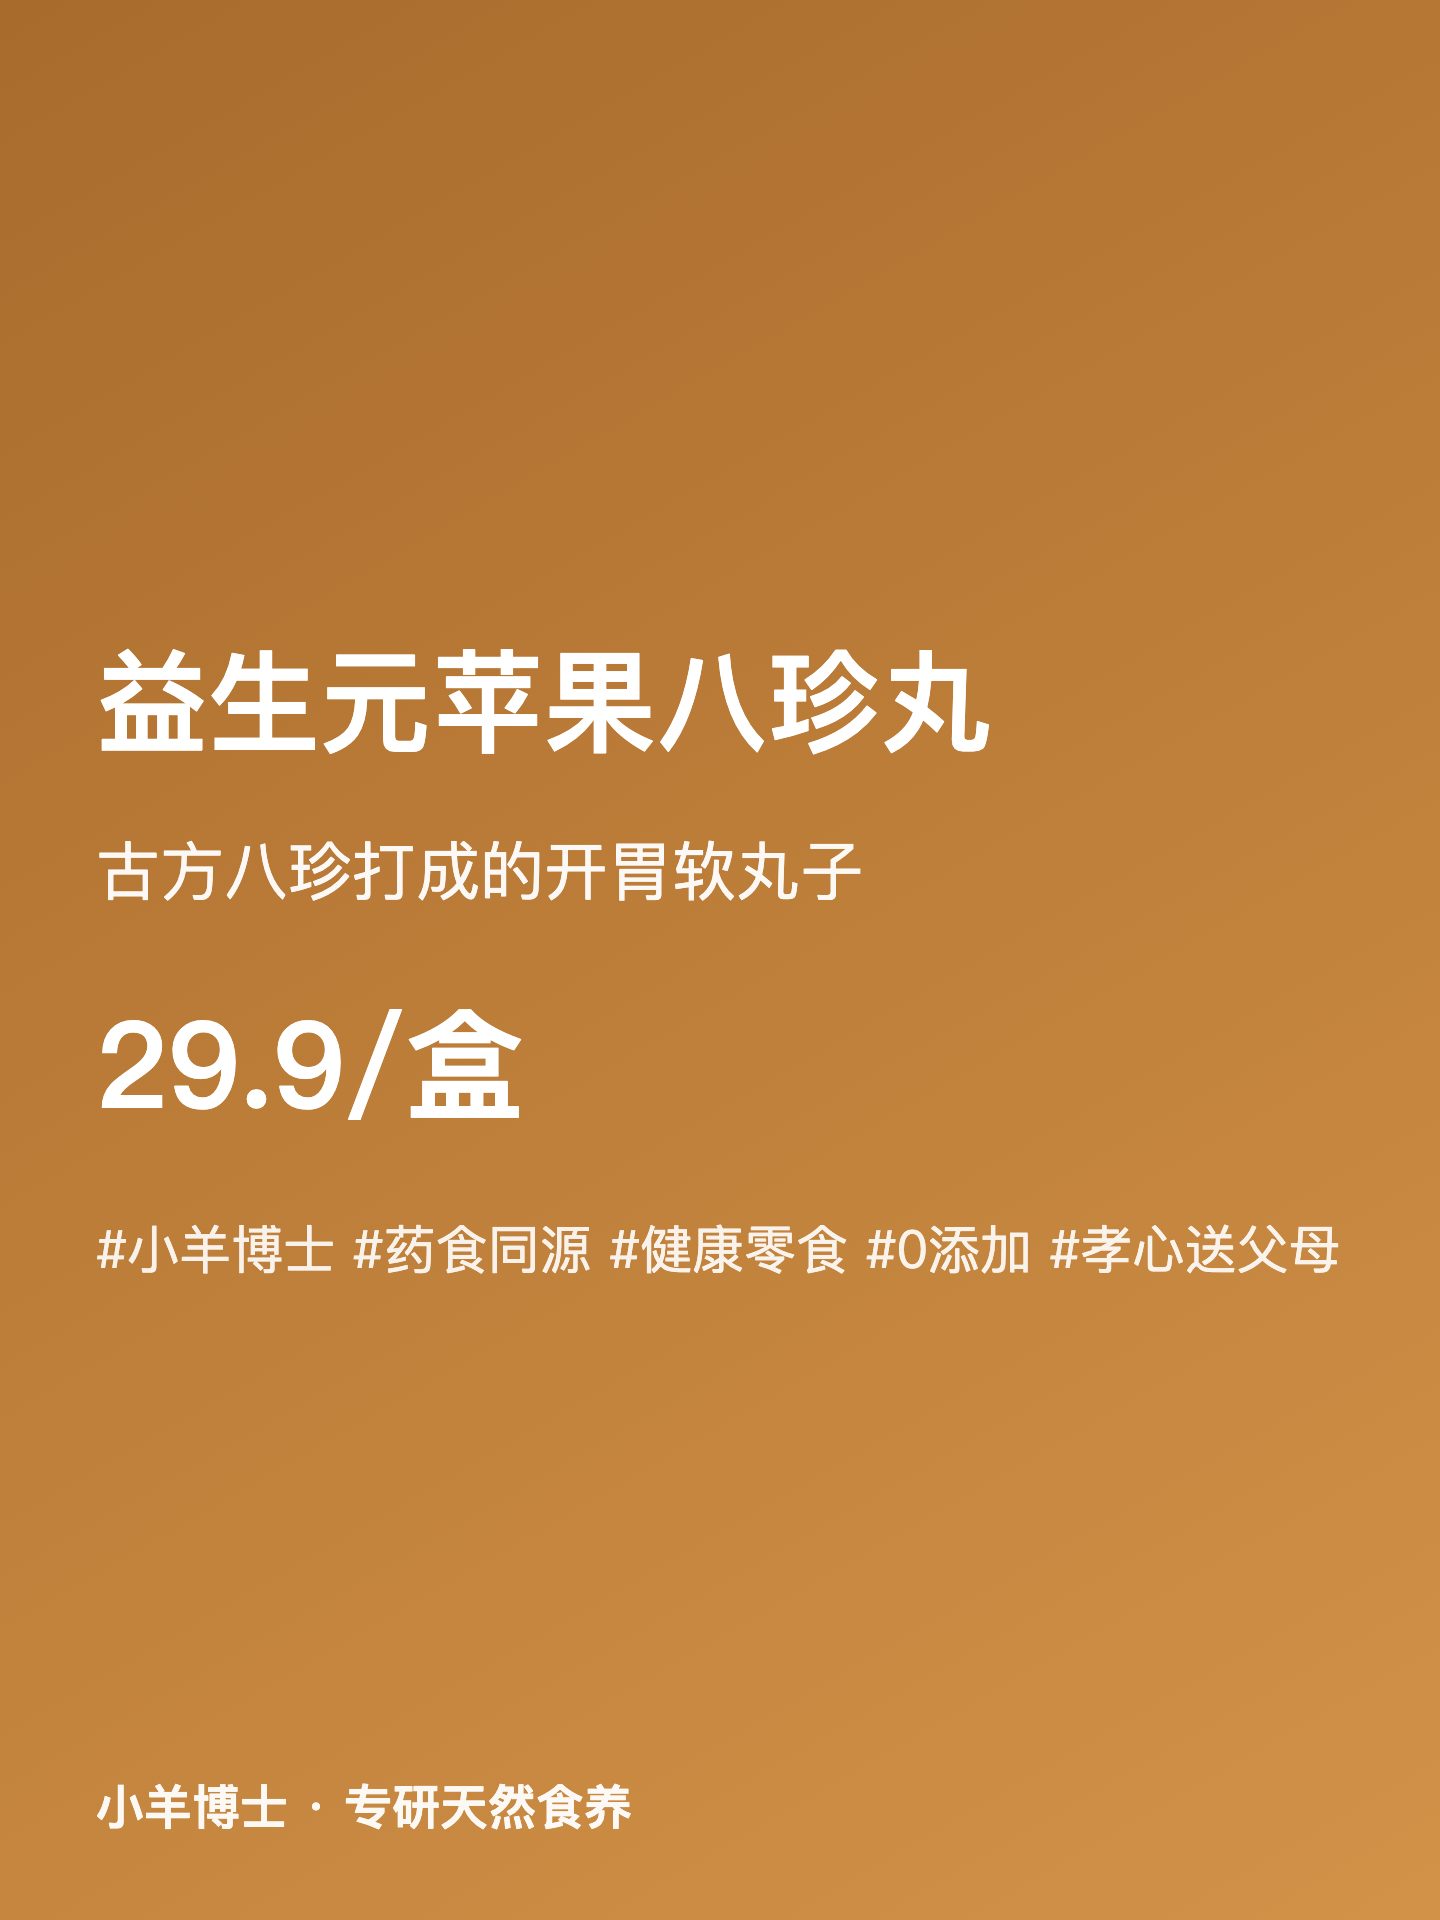 益生元苹果八珍丸
古方八珍打成的开胃软丸子
29.9/盒
#小羊博士 #药食同源 #健康零食 #0添加 #孝心送父母
小羊博士 · 专研天然食养